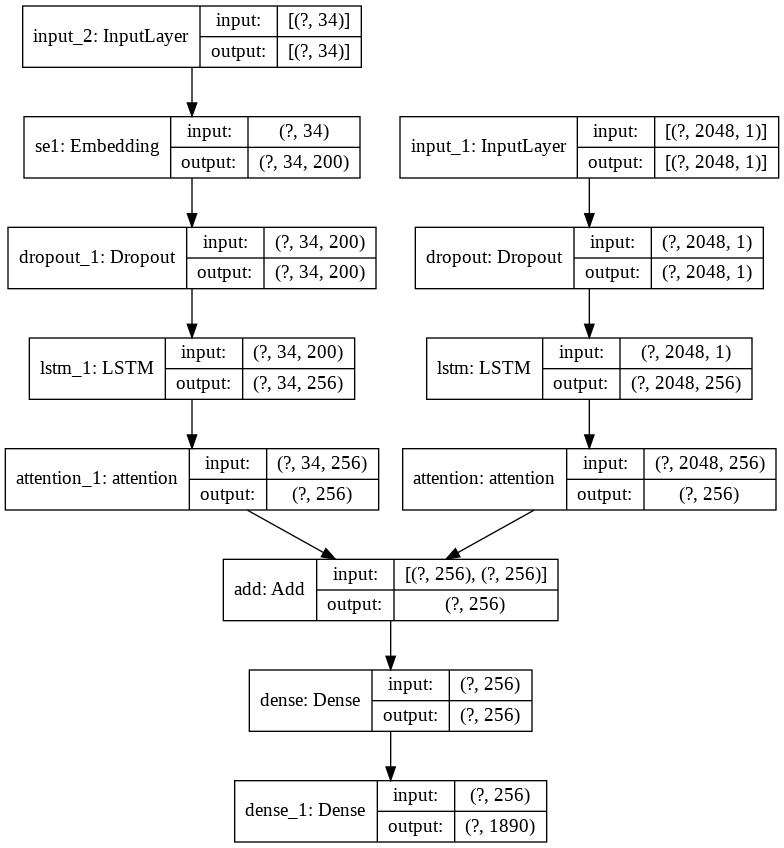 input_2: InputLayer
input: [(?, 34)]
output: [(?, 34)]
se1: Embedding
input: (?, 34)
output: (?, 34, 200)
input_1: InputLayer
input: [(?, 2048, 1)]
output: [(?, 2048, 1)]
dropout_1: Dropout
input: (?, 34, 200)
output: (?, 34, 200)
dropout: Dropout
input: (?, 2048, 1)
output: (?, 2048, 1)
lstm_1: LSTM
input: (?, 34, 200)
output: (?, 34, 256)
lstm: LSTM
input: (?, 2048, 1)
output: (?, 2048, 256)
attention_1: attention
input: (?, 34, 256)
output: (?, 256)
attention: attention
input: (?, 2048, 256)
output: (?, 256)
add: Add
input: [(?, 256), (?, 256)]
output: (?, 256)
dense: Dense
input: (?, 256)
output: (?, 256)
dense_1: Dense
input: (?, 256)
output: (?, 1890)